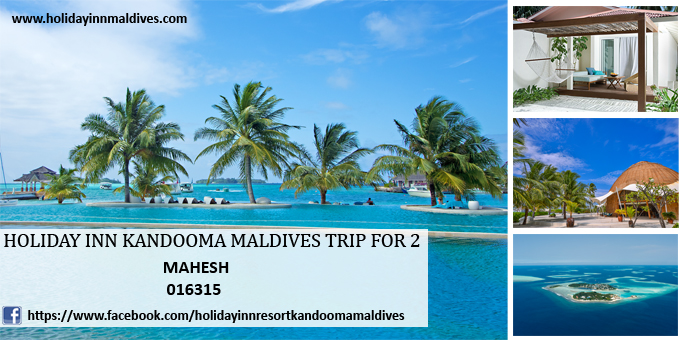 www.holidayinnmaldives.com
HOLIDAY INN KANDOOMA MALDIVES TRIP FOR 2
MAHESH
016315
https://www.facebook.com/holidayinnresortkandoomamaldives